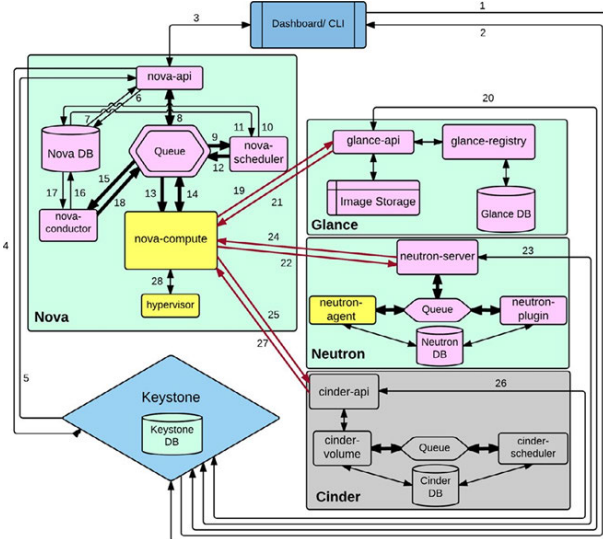 1
Dashboard/ CLI
2
3
nova-api
20
7
6
8
11
10
Nova DB
Queue
9
nova-
scheduler
12
glance-api
glance-registry
15
17
16
18
13
14
19
21
Image Storage
Glance DB
nova-
conductor
Glance
nova-compute
24
22
neutron-server
23
4
28
hypervisor
neutron-
agent
Queue
neutron-
plugin
Nova
25
27
Neutron
DB
Neutron
5
26
cinder-api
Keystone
Keystone
DB
cinder-
volume
Queue
cinder-
scheduler
Cinder
DB
Cinder